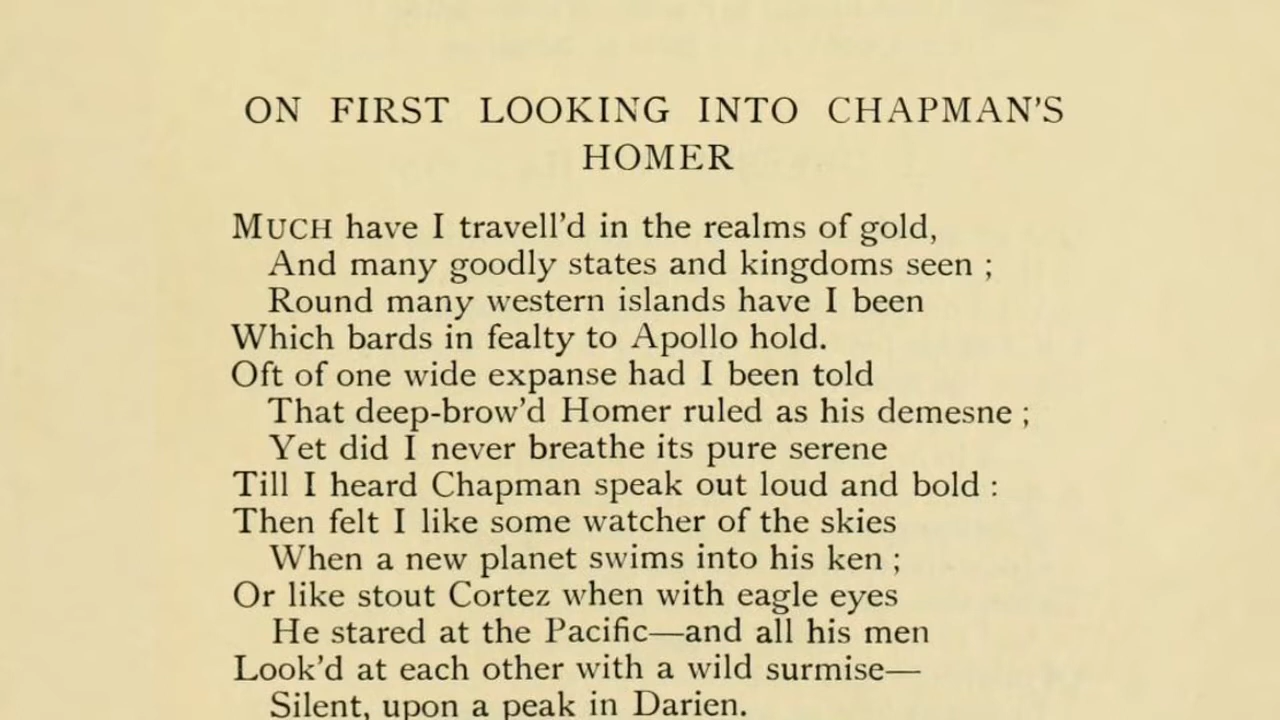 ON FIRST LOOKING INTO CHAPMAN'S
HOMER
MUCH have I travell'd in the realms of gold,
And many goodly states and kingdoms seen ;
Round many western islands have I been
Which bards in fealty to Apollo hold.
Oft of one wide expanse had I been told
That deep-brow'd Homer ruled as his demesne ;
Yet did I never breathe its pure serene
Till I heard Chapman speak out loud and bold :
Then felt I like some watcher of the skies
When a new planet swims into his ken ;
Or like stout Cortez when with eagle eyes
He stared at the Pacific—and all his men
Look'd at each other with a wild surmise—
Silent, upon a peak in Darien.